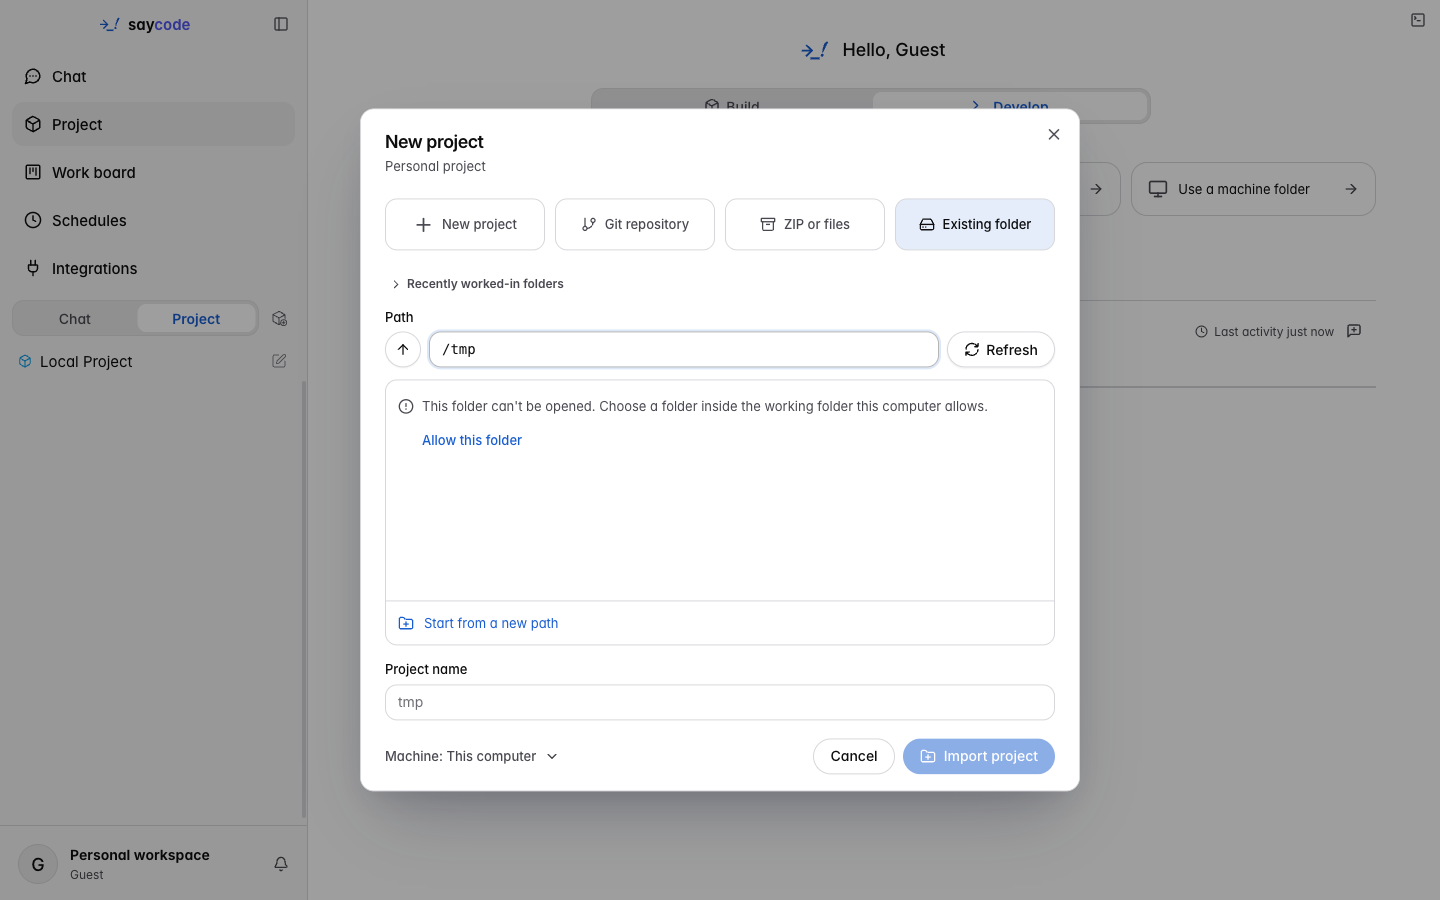 saycode
Chat
Project
Work board
Schedules
Integrations
Chat
Project
Local Project
Personal workspace
Guest
G
Hello, Guest
Build
Develop
Use a machine folder
Last activity just now
New project
Personal project
New project
Git repository
ZIP or files
Existing folder
Recently worked-in folders
Path
/tmp
Refresh
This folder can't be opened. Choose a folder inside the working folder this computer allows.
Allow this folder
Start from a new path
Project name
tmp
Machine: This computer
Cancel
Import project